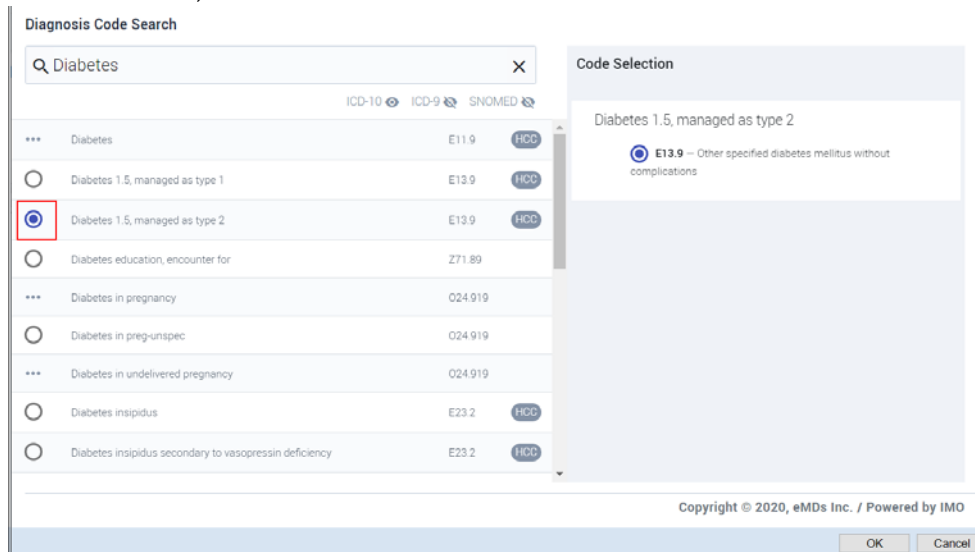 Diagnosis Code Search
Diabetes
ICD-10 ICD-9 SNOMED
Diabetes E11.9 HCC
Diabetes 1.5, managed as type 1 E13.9 HCC
Diabetes 1.5, managed as type 2 E13.9 HCC
Diabetes education, encounter for Z71.89
Diabetes in pregnancy O24.919
Diabetes in preg-unspec O24.919
Diabetes in undelivered pregnancy O24.919
Diabetes insipidus E23.2 HCC
Diabetes insipidus secondary to vasopressin deficiency E23.2 HCC
Code Selection
Diabetes 1.5, managed as type 2
E13.9 – Other specified diabetes mellitus without
complications
Copyright © 2020, eMDs Inc. / Powered by IMO
OK Cancel